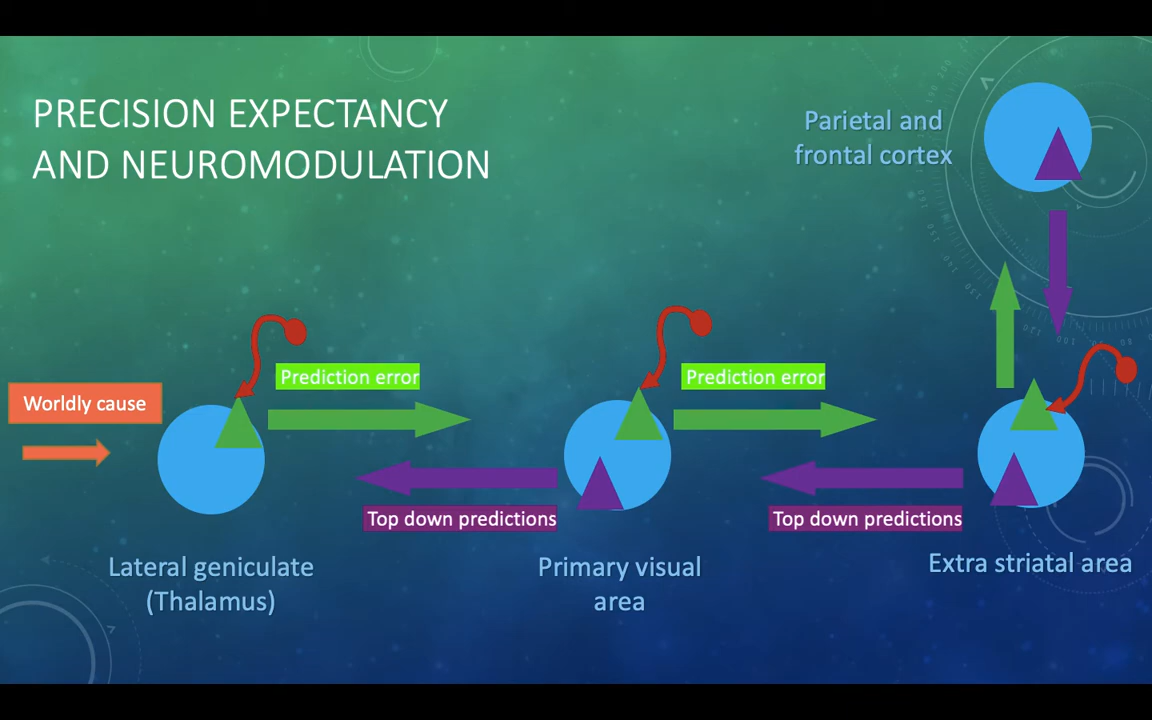 PRECISION EXPECTANCY
AND NEUROMODULATION
Parietal and
frontal cortex
Prediction error
Prediction error
Worldly cause
Top down predictions
Top down predictions
Lateral geniculate
(Thalamus)
Primary visual
area
Extra striatal area